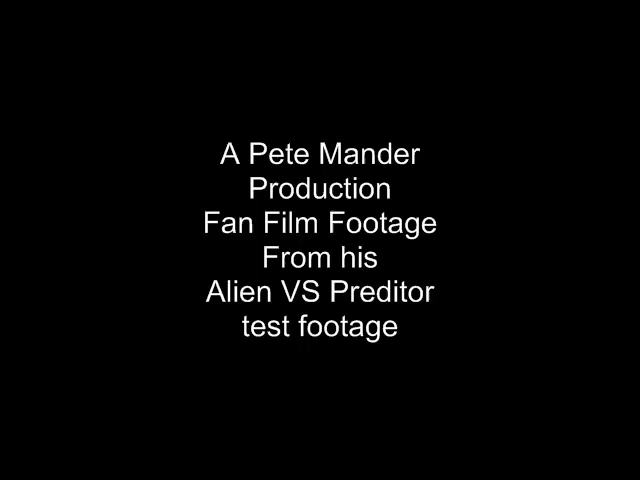 A Pete Mander
Production
Fan Film Footage
From his
Alien VS Preditor
test footage